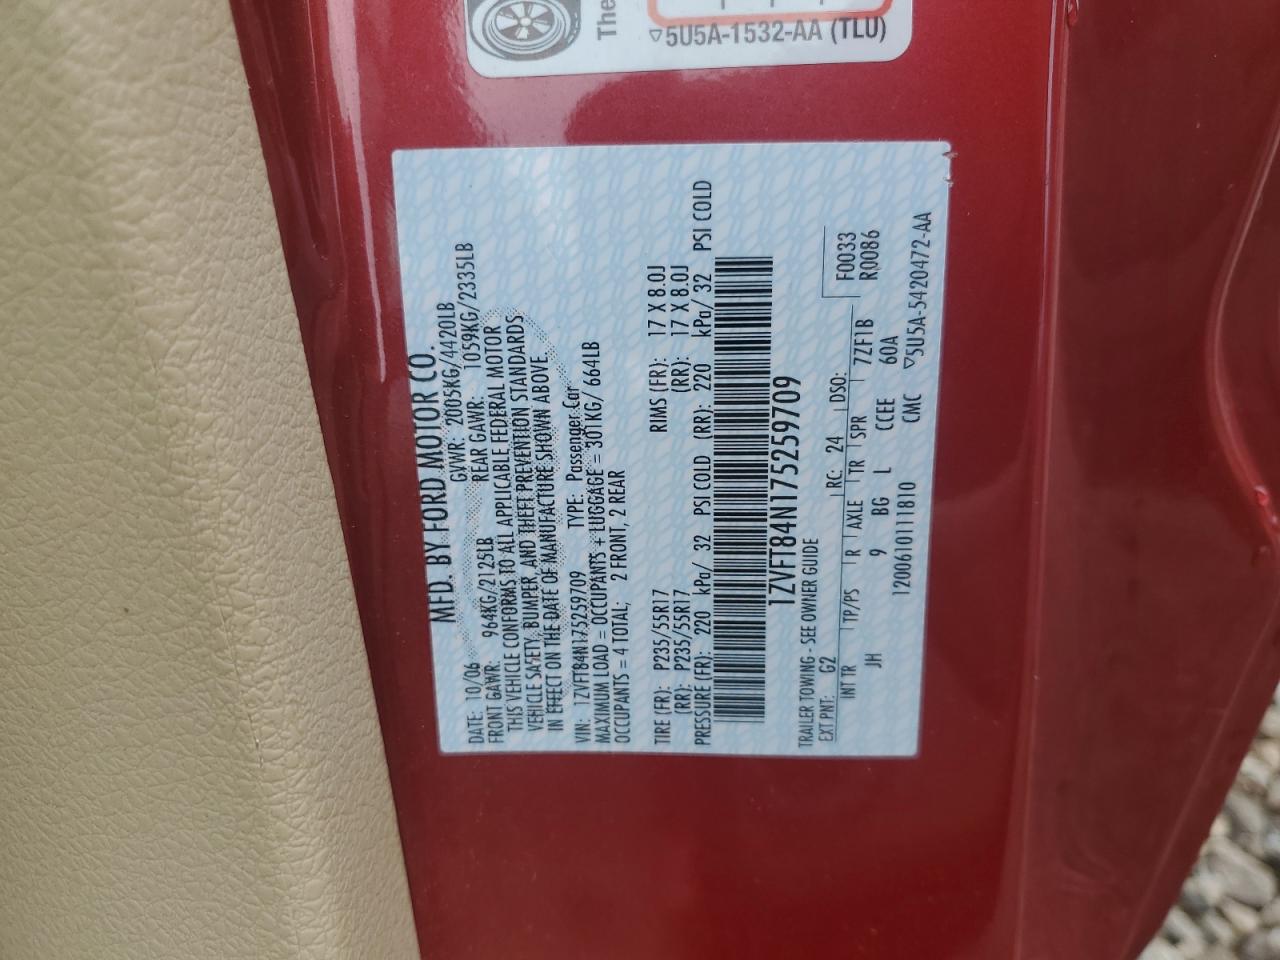 The
▽5U5A-1532-AA (TLU)
MFD. BY FORD MOTOR CO.
DATE: 10/06 GVWR: 2005KG/4420LB
FRONT GAWR: 964KG/2125LB REAR GAWR: 1059KG/2335LB
THIS VEHICLE CONFORMS TO ALL APPLICABLE FEDERAL MOTOR
VEHICLE SAFETY, BUMPER, AND THEFT PREVENTION STANDARDS
IN EFFECT ON THE DATE OF MANUFACTURE SHOWN ABOVE
VIN: 1ZVFT84N175259709 TYPE: Passenger Car
MAXIMUM LOAD = OCCUPANTS + LUGGAGE = 301KG/ 664LB
OCCUPANTS = 4 TOTAL; 2 FRONT, 2 REAR
TIRE (FR): P235/55R17 RIMS (FR): 17 X 8.0J
(RR): P235/55R17 (RR): 17 X 8.0J
PRESSURE (FR): 220 kPa/ 32 PSI COLD (RR): 220 kPa/ 32 PSI COLD
1ZVFT84N175259709
TRAILER TOWING - SEE OWNER GUIDE
EXT PNT: G2 RC: 24 DSO: F0033
R0086
INT TR TP/PS R AXLE TR SPR 7ZF1B
JH 9 BG L CCEE 60A
1200610111810 CMC ▽5U5A-5420472-AA